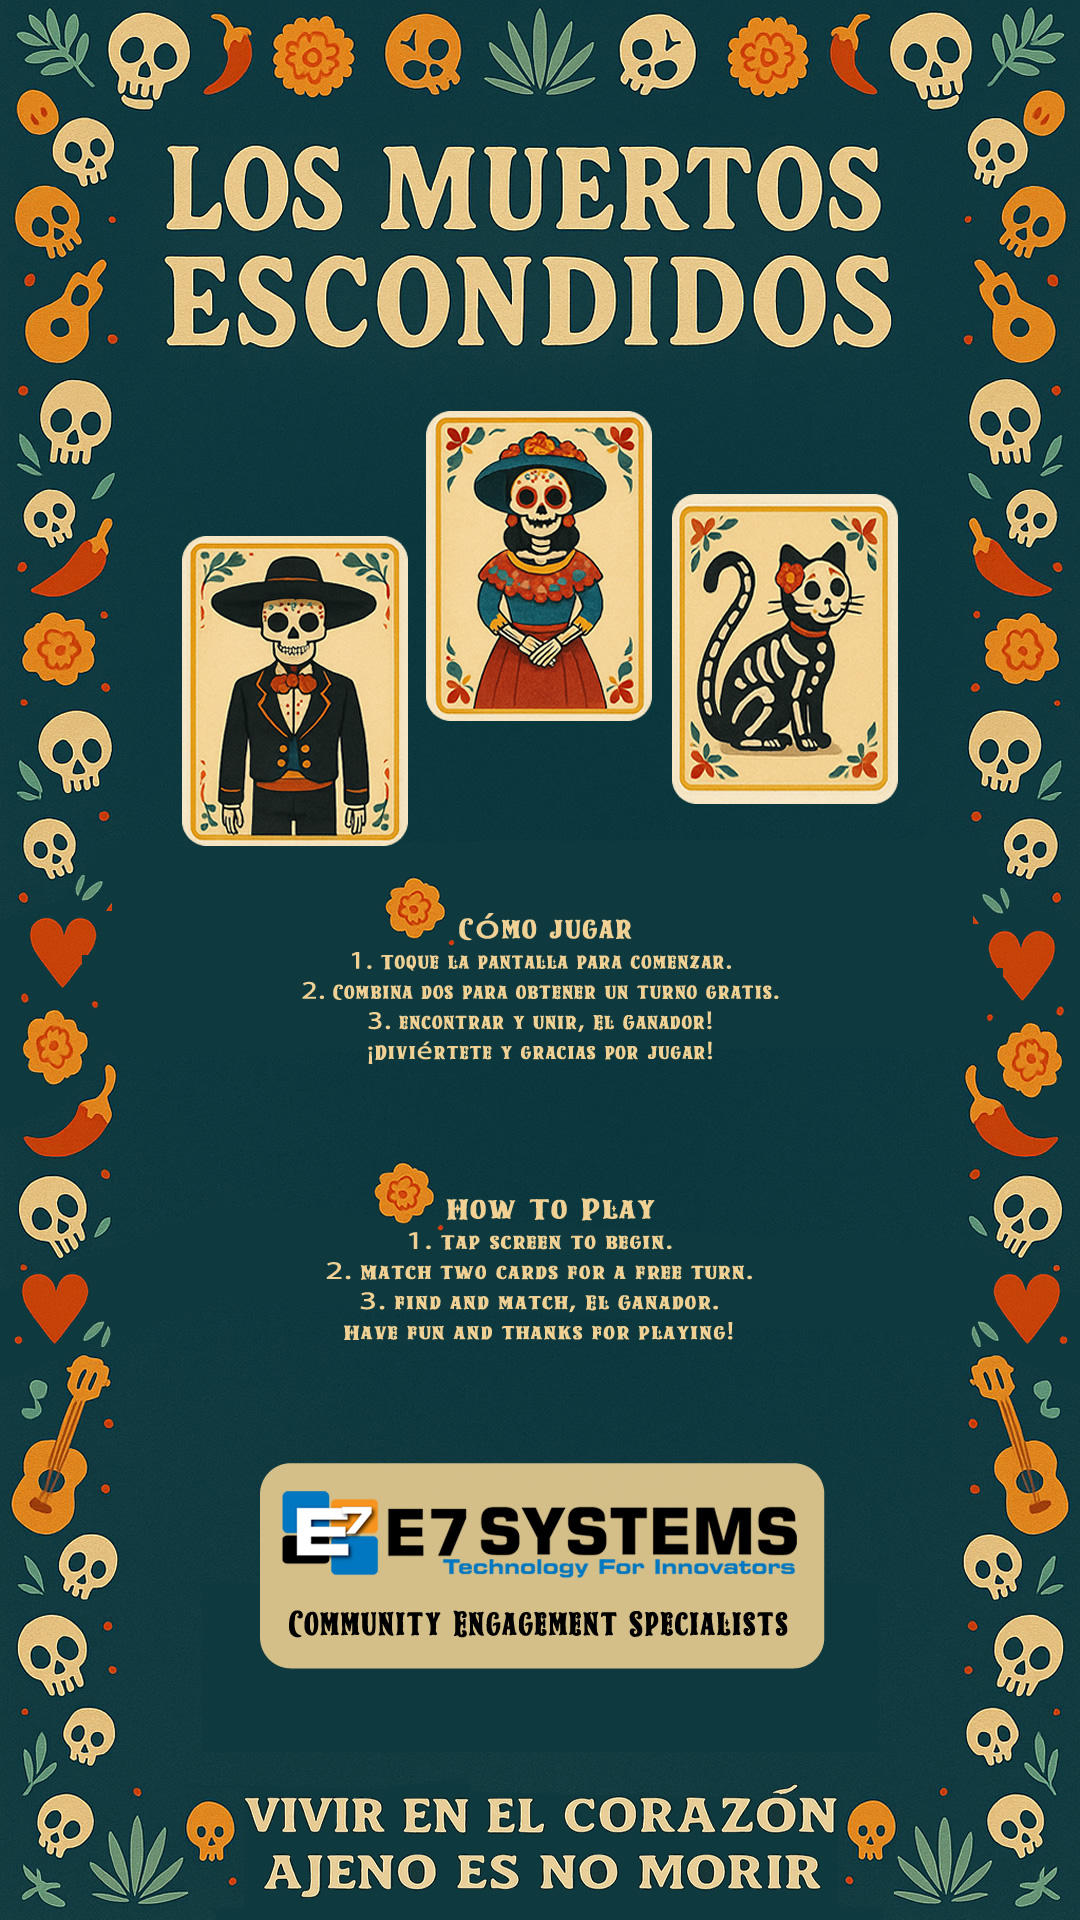 LOS MUERTOS
ESCONDIDOS
CÓMO JUGAR
1. TOQUE LA PANTALLA PARA COMENZAR.
2. COMBINA DOS PARA OBTENER UN TURNO GRATIS.
3. ENCONTRAR Y UNIR, EL GANADOR!
¡DIVIÉRTETE Y GRACIAS POR JUGAR!
HOW TO PLAY
1. TAP SCREEN TO BEGIN.
2. MATCH TWO CARDS FOR A FREE TURN.
3. FIND AND MATCH, EL GANADOR.
HAVE FUN AND THANKS FOR PLAYING!
E7 E7 SYSTEMS
Technology For Innovators
COMMUNITY ENGAGEMENT SPECIALISTS
VIVIR EN EL CORAZÓN
AJENO ES NO MORIR